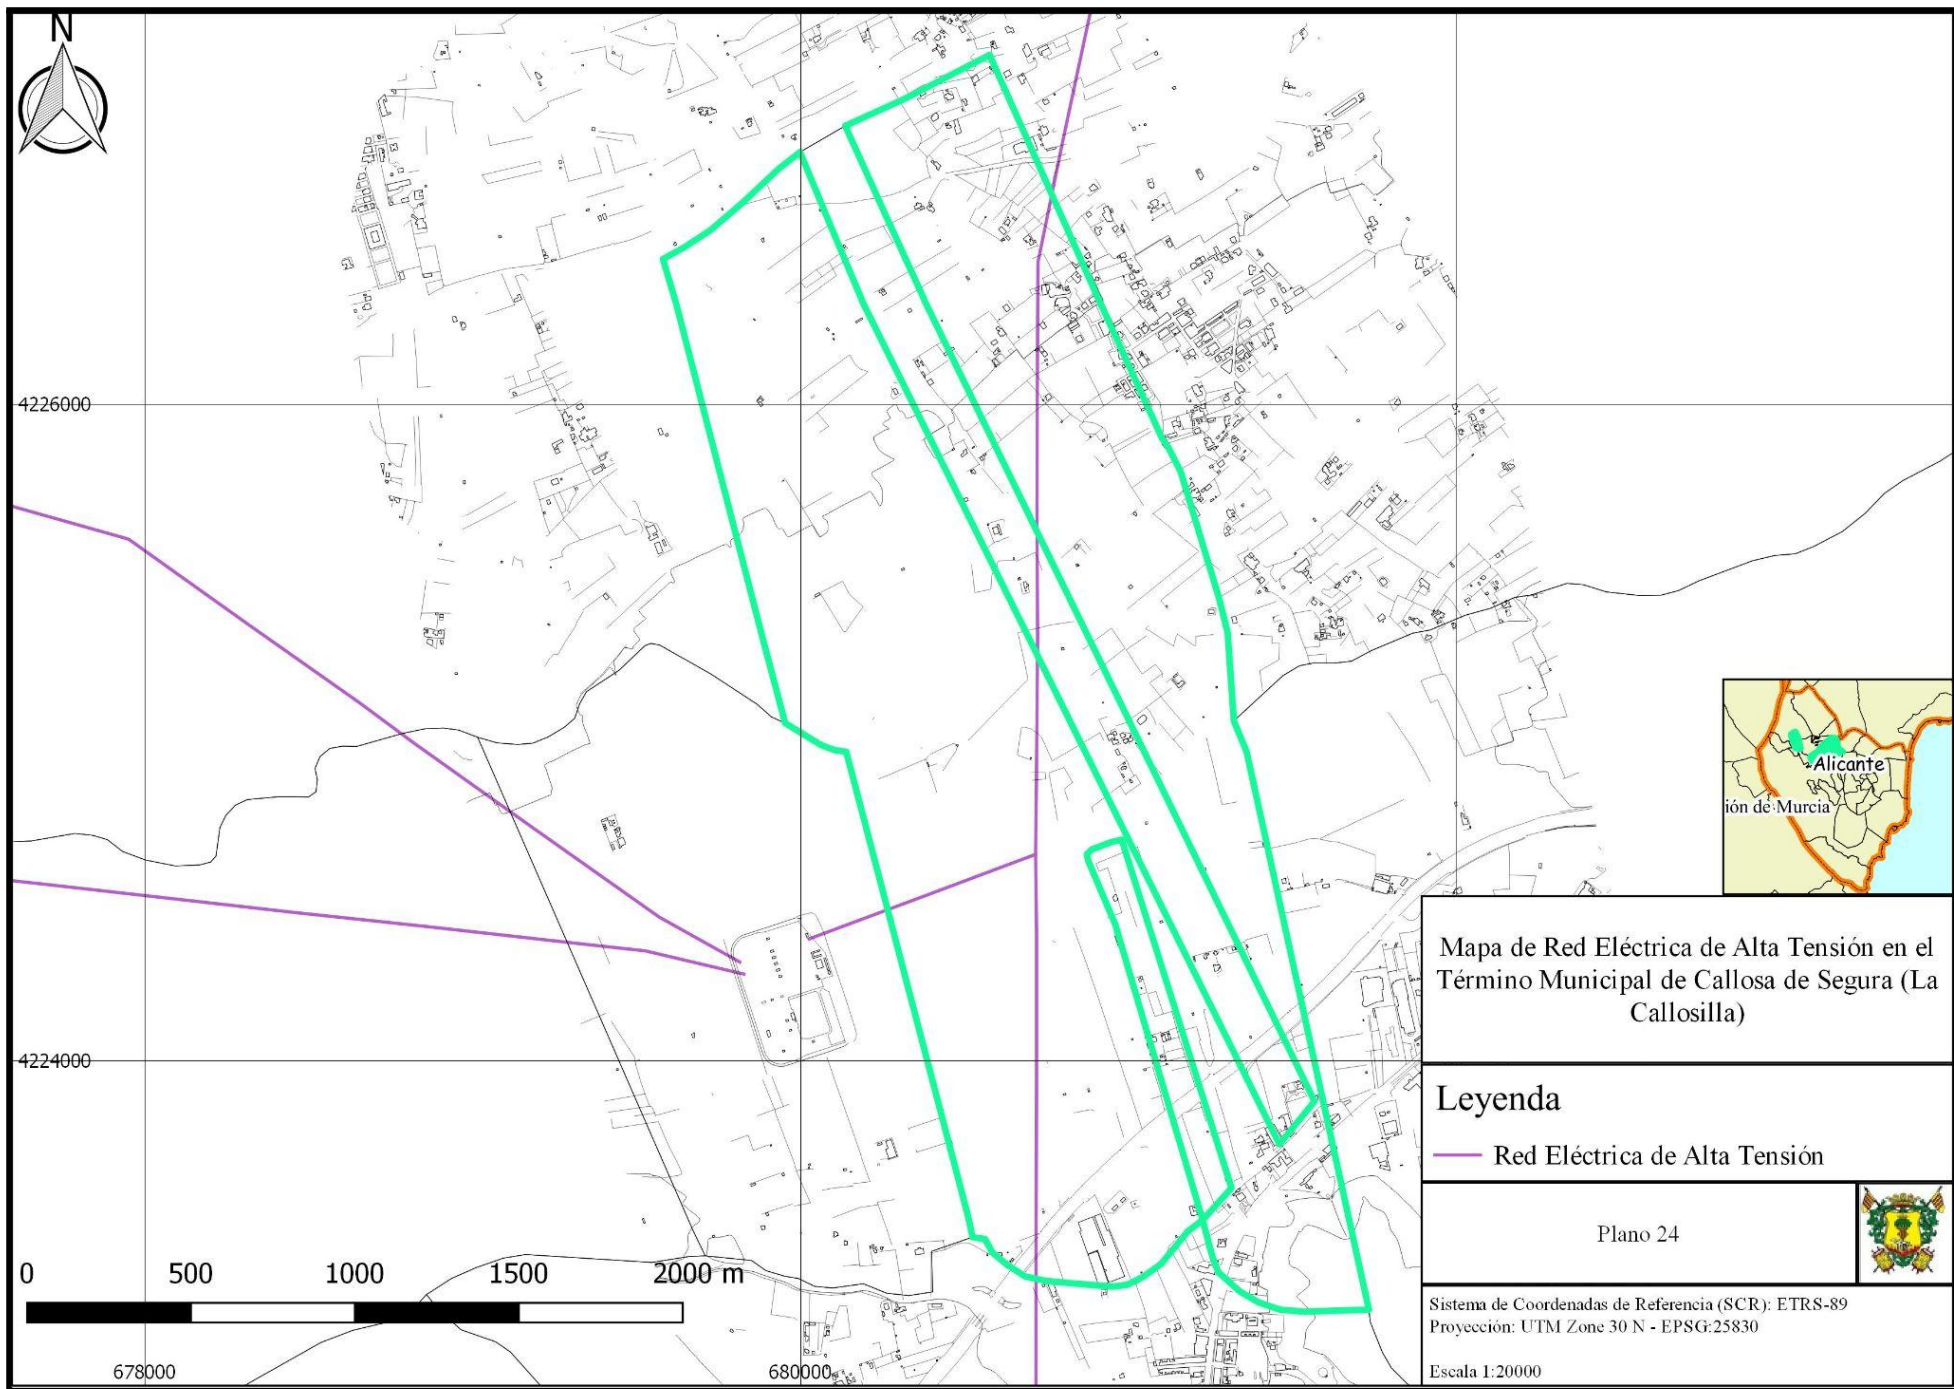 N
4226000
4224000
0 500 1000 1500 2000 m
678000
680000
Alicante
ión de Murcia
Mapa de Red Eléctrica de Alta Tensión en el
Término Municipal de Callosa de Segura (La
Callosilla)
Leyenda
Red Eléctrica de Alta Tensión
Plano 24
Sistema de Coordenadas de Referencia (SCR): ETRS-89
Proyección: UTM Zone 30 N - EPSG:25830
Escala 1:20000